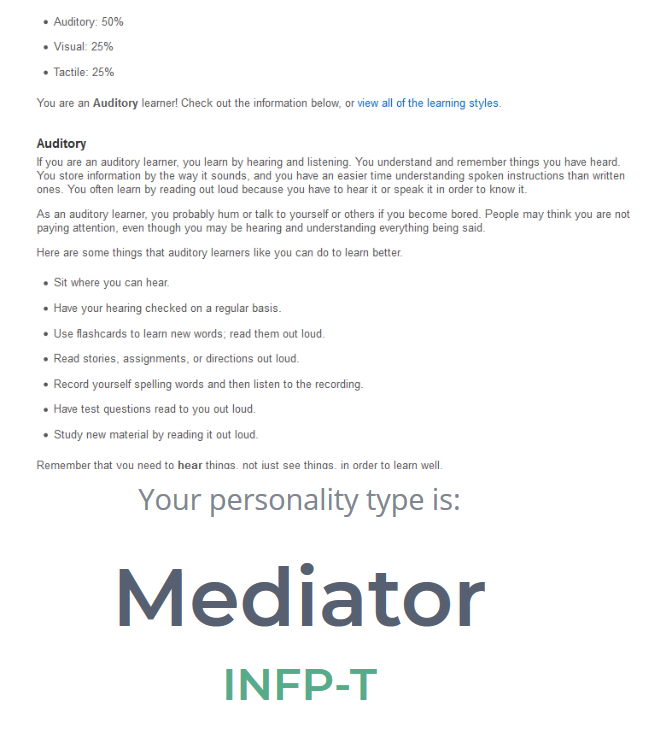 Auditory: 50%
Visual: 25%
Tactile: 25%
You are an Auditory learner! Check out the information below, or view all of the learning styles.
Auditory
If you are an auditory learner, you learn by hearing and listening. You understand and remember things you have heard.
You store information by the way it sounds, and you have an easier time understanding spoken instructions than written
ones. You often learn by reading out loud because you have to hear it or speak it in order to know it.
As an auditory learner, you probably hum or talk to yourself or others if you become bored. People may think you are not
paying attention, even though you may be hearing and understanding everything being said.
Here are some things that auditory learners like you can do to learn better.
Sit where you can hear.
Have your hearing checked on a regular basis.
Use flashcards to learn new words; read them out loud.
Read stories, assignments, or directions out loud.
Record yourself spelling words and then listen to the recording.
Have test questions read to you out loud.
Study new material by reading it out loud.
Remember that you need to hear things, not just see things, in order to learn well.
Your personality type is:
Mediator
INFP-T